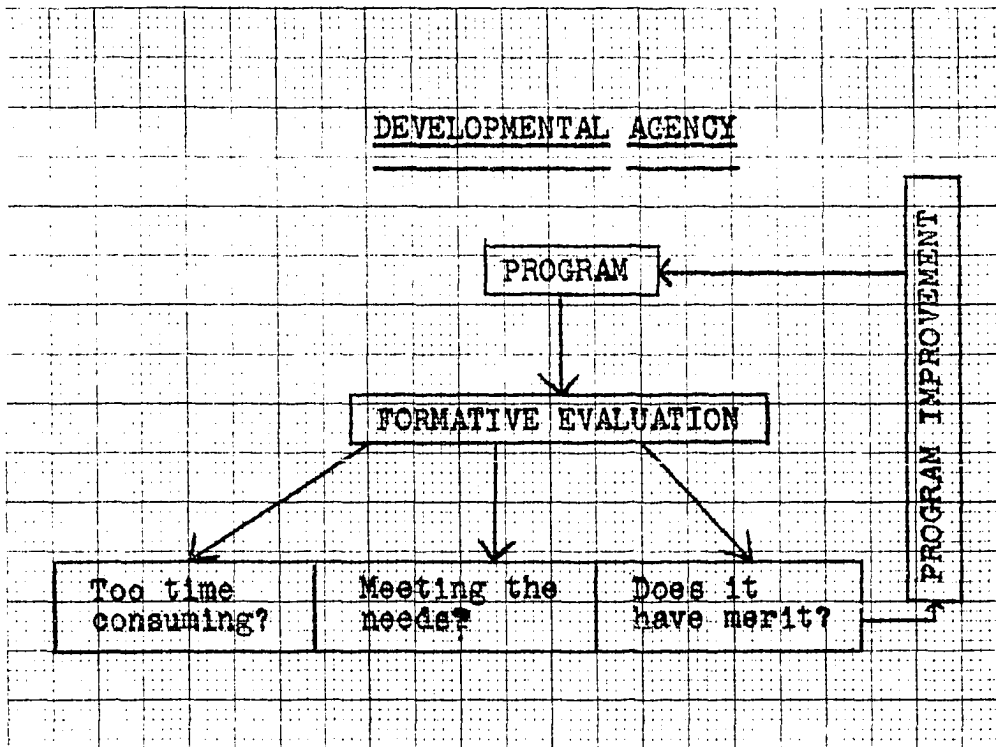 DEVELOPMENTAL AGENCY
PROGRAM
FORMATIVE EVALUATION
Too time
consuming?
Meeting the
needs?
Does it
have merit?
PROGRAM IMPROVEMENT